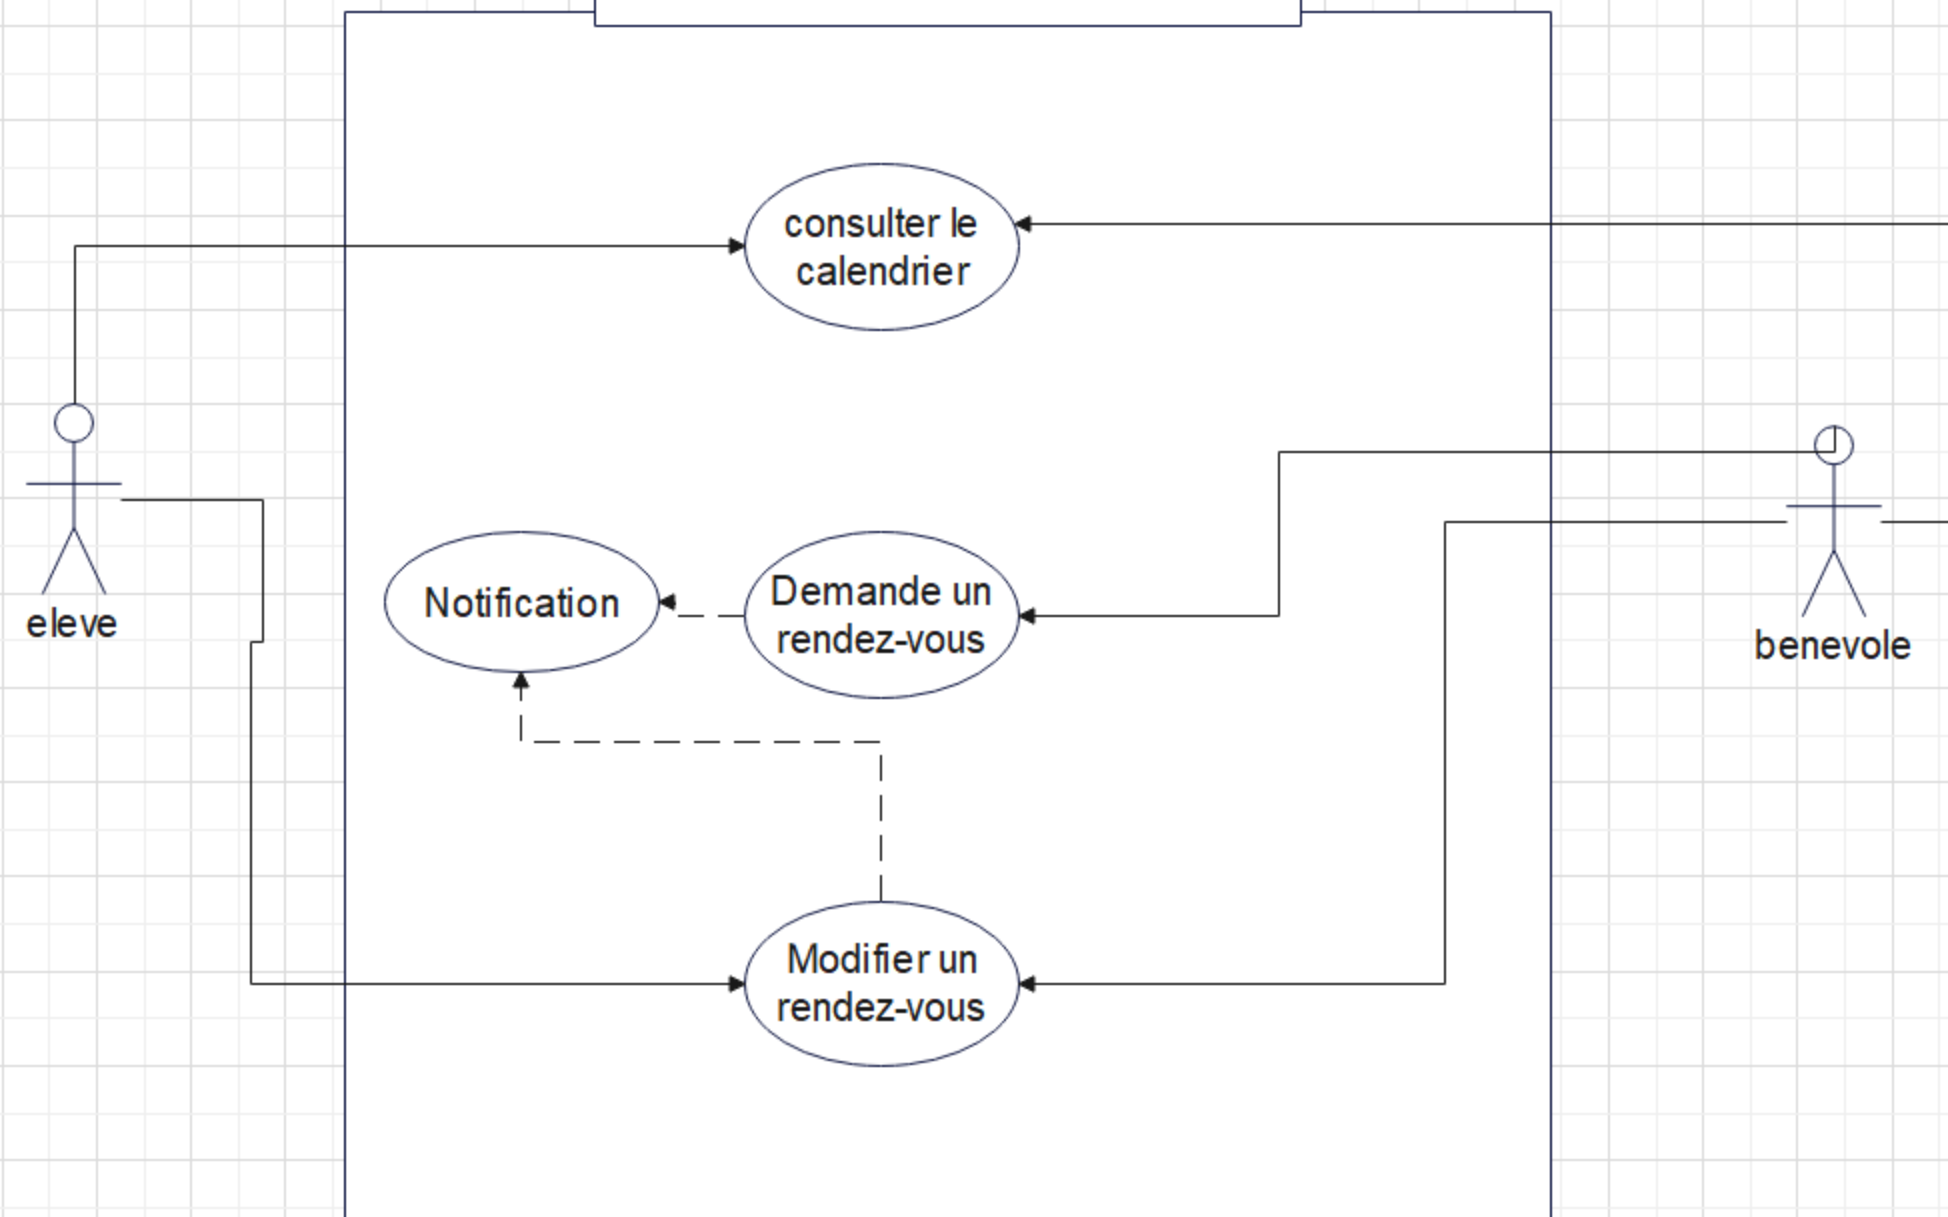 consulter le
calendrier
eleve
Notification
Demande un
rendez-vous
benevole
Modifier un
rendez-vous